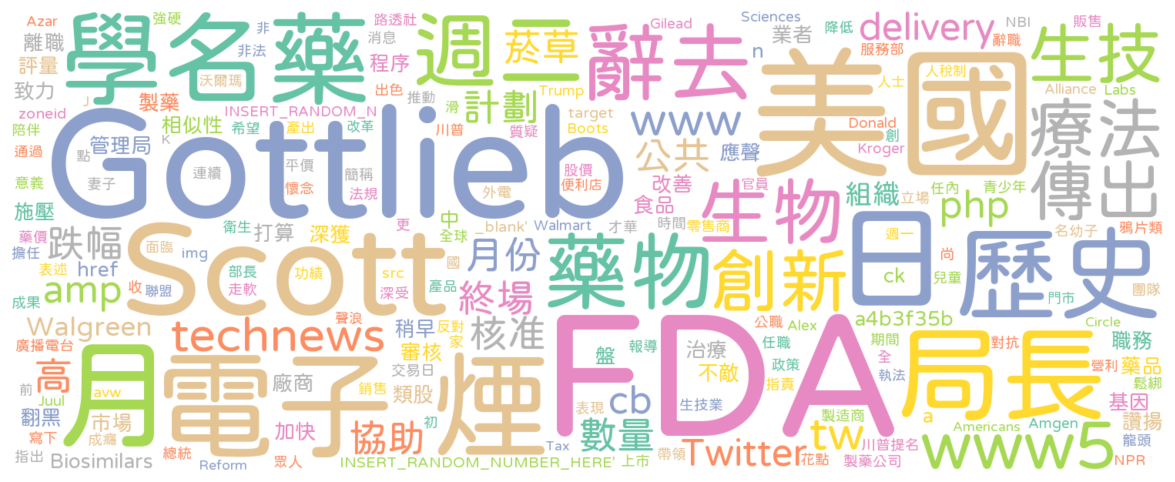 Azar 強硬 學名藥 週三 路透社 消息 菸草 辭去 Gilead Sciences 業者 降低 delivery NBI 販售 生技
離職 評量 致力 非 非法 沃爾瑪 程序 出色 推動 計劃 n 美國 服務部 辭職 人士 人稅制 Alliance Labs
zoneid 製藥 J INSERT_RANDOM_N 滑 Trump target www Donald 創 Kroger 療法
陪伴 通過 K 相似性 希望 產出 改革 川普 質疑 Boots 公共 應聲 傳出
意義 管理局 點 妻子 Gottlieb 連續 平價 懷念 簡稱 法規 股價 便利店 外電 改善 食品 生物 官員 組織 立場 任內 php 青少年
施壓 藥價 擔任 跌幅 衛生 打算 深獲 更 中 全球 月份 _blank' Walmart 才華 時間 零售商 日 週一 尚 名幼子 鴉片類
表述 href 面臨 img Scott 部長 走軟 功績 src 深受 國 產品 藥物 創新 ck 兒童 歷史 門市 團隊
成果 amp 收 聯盟 聲浪 稍早 反對 家 終場 核准 FDA 公職 Alex a4b3f35b 期間 Circle 職務
Walgreen technews 審核 交易日 盤 報導 治療 任職 政策 全 局長 對抗 營利 藥品
廣播電台 高 月 電子煙 廠商 類股 銷售 不敵 指責 執法 鬆綁
前 Juul avw 翻黑 市場 成癮 加快 協助 初 表現 cb 生技業 數量 製造商 tw a Americans Amgen 基因 讚揚
寫下 指出 Biosimilars 總統 Reform 眾人 Tax INSERT_RANDOM_NUMBER_HERE' 上市 帶領 Twitter 花點 川普提名 製藥公司 www5 龍頭 NPR